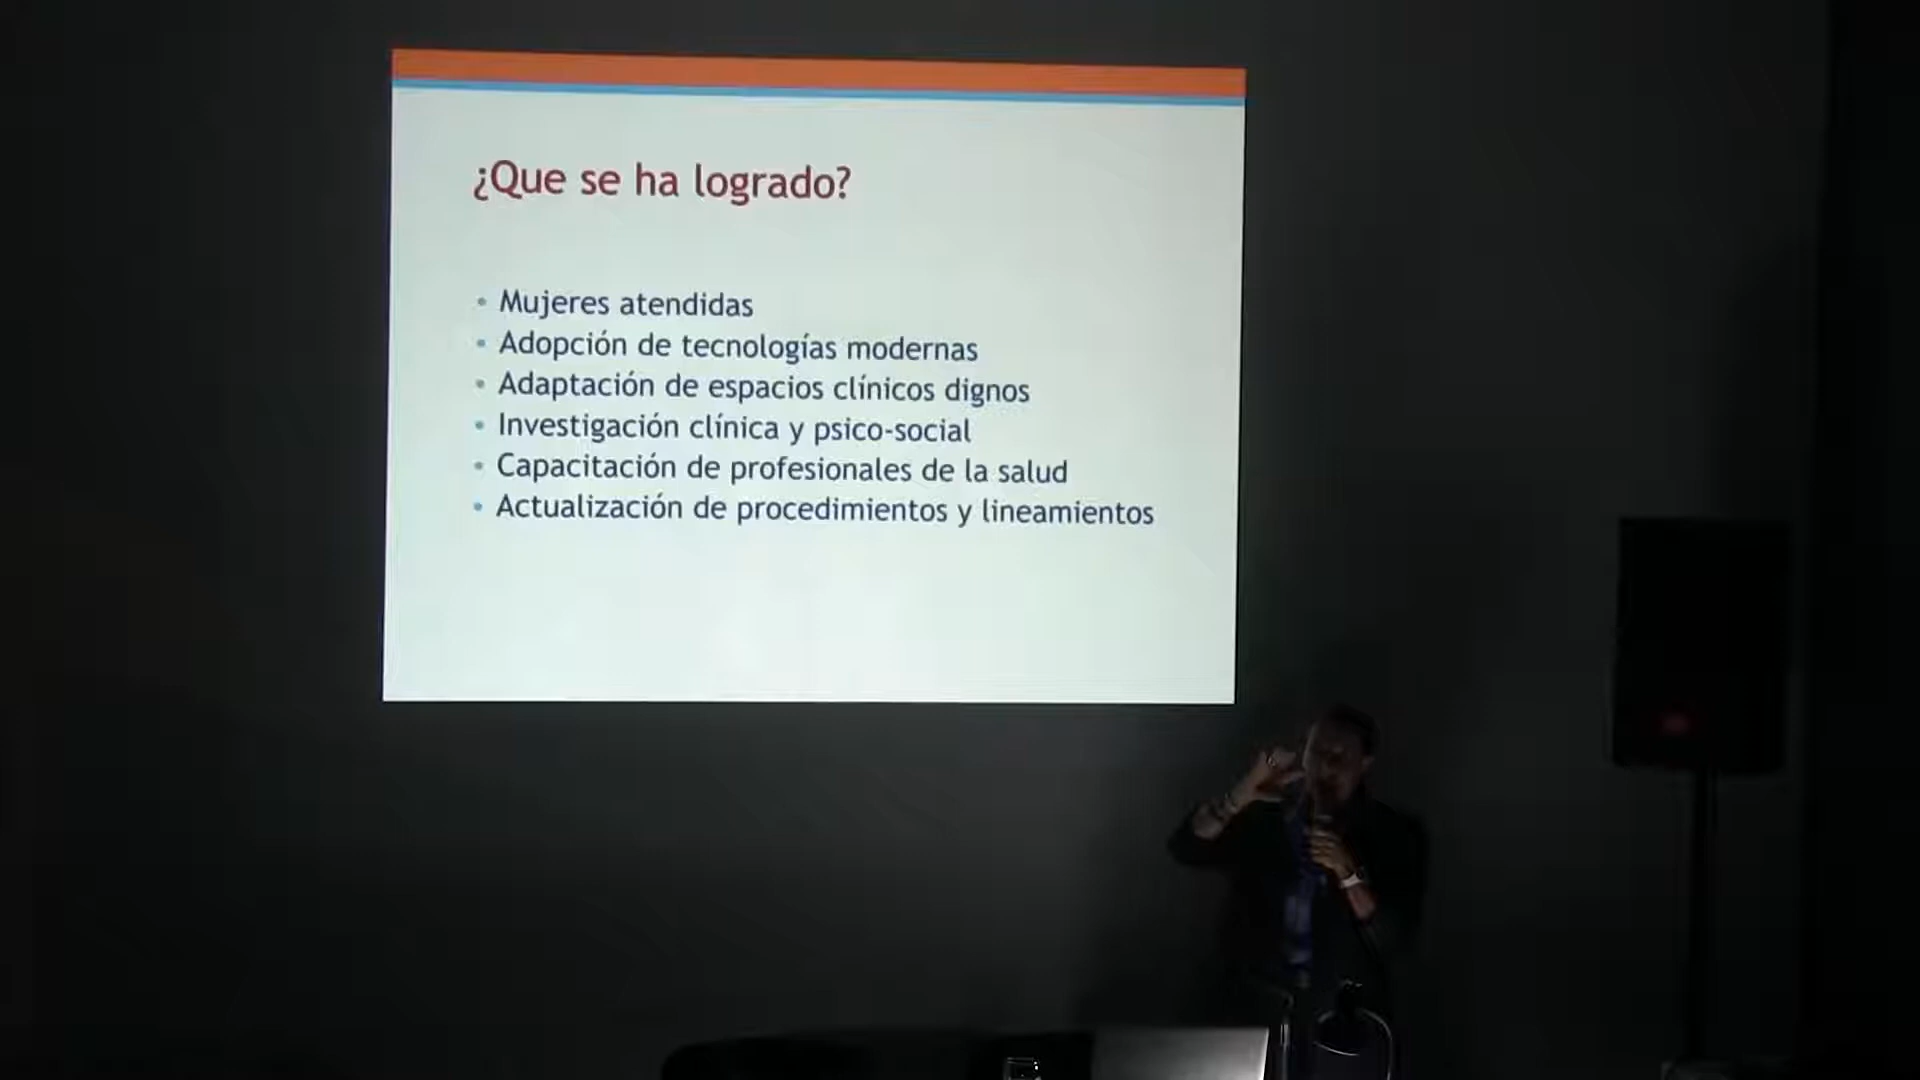 ¿Que se ha logrado?
• Mujeres atendidas
• Adopción de tecnologías modernas
• Adaptación de espacios clínicos dignos
• Investigación clínica y psico-social
• Capacitación de profesionales de la salud
• Actualización de procedimientos y lineamientos